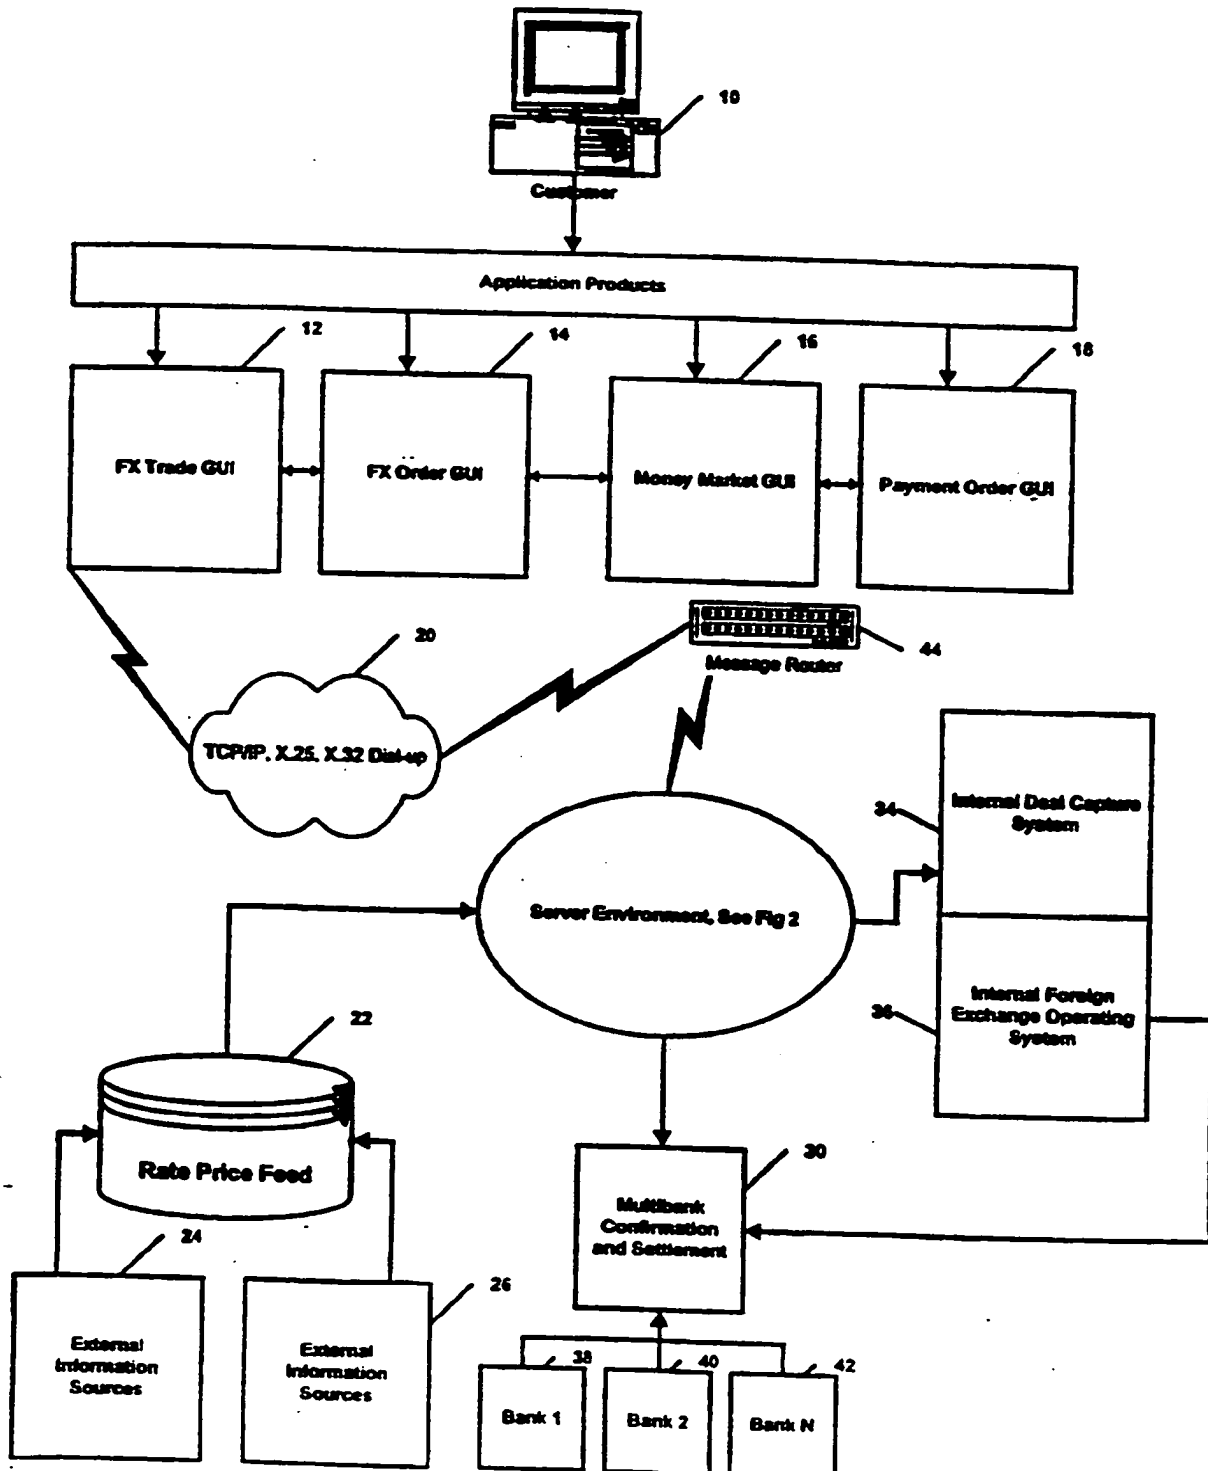 10
Customer
Application Products
12
14
16
18
FX Trade GUI
FX Order GUI
Money Market GUI
Payment Order GUI
20
44
Message Router
TCP/IP, X.25, X.32 Dial-up
34
Internal Deal Capture
System
Server Environment, See Fig 2
36
Internal Foreign
Exchange Operating
System
22
Rate Price Feed
30
Multibank
Confirmation
and Settlement
24
26
External
Information
Sources
External
Information
Sources
38
40
42
Bank 1
Bank 2
Bank N